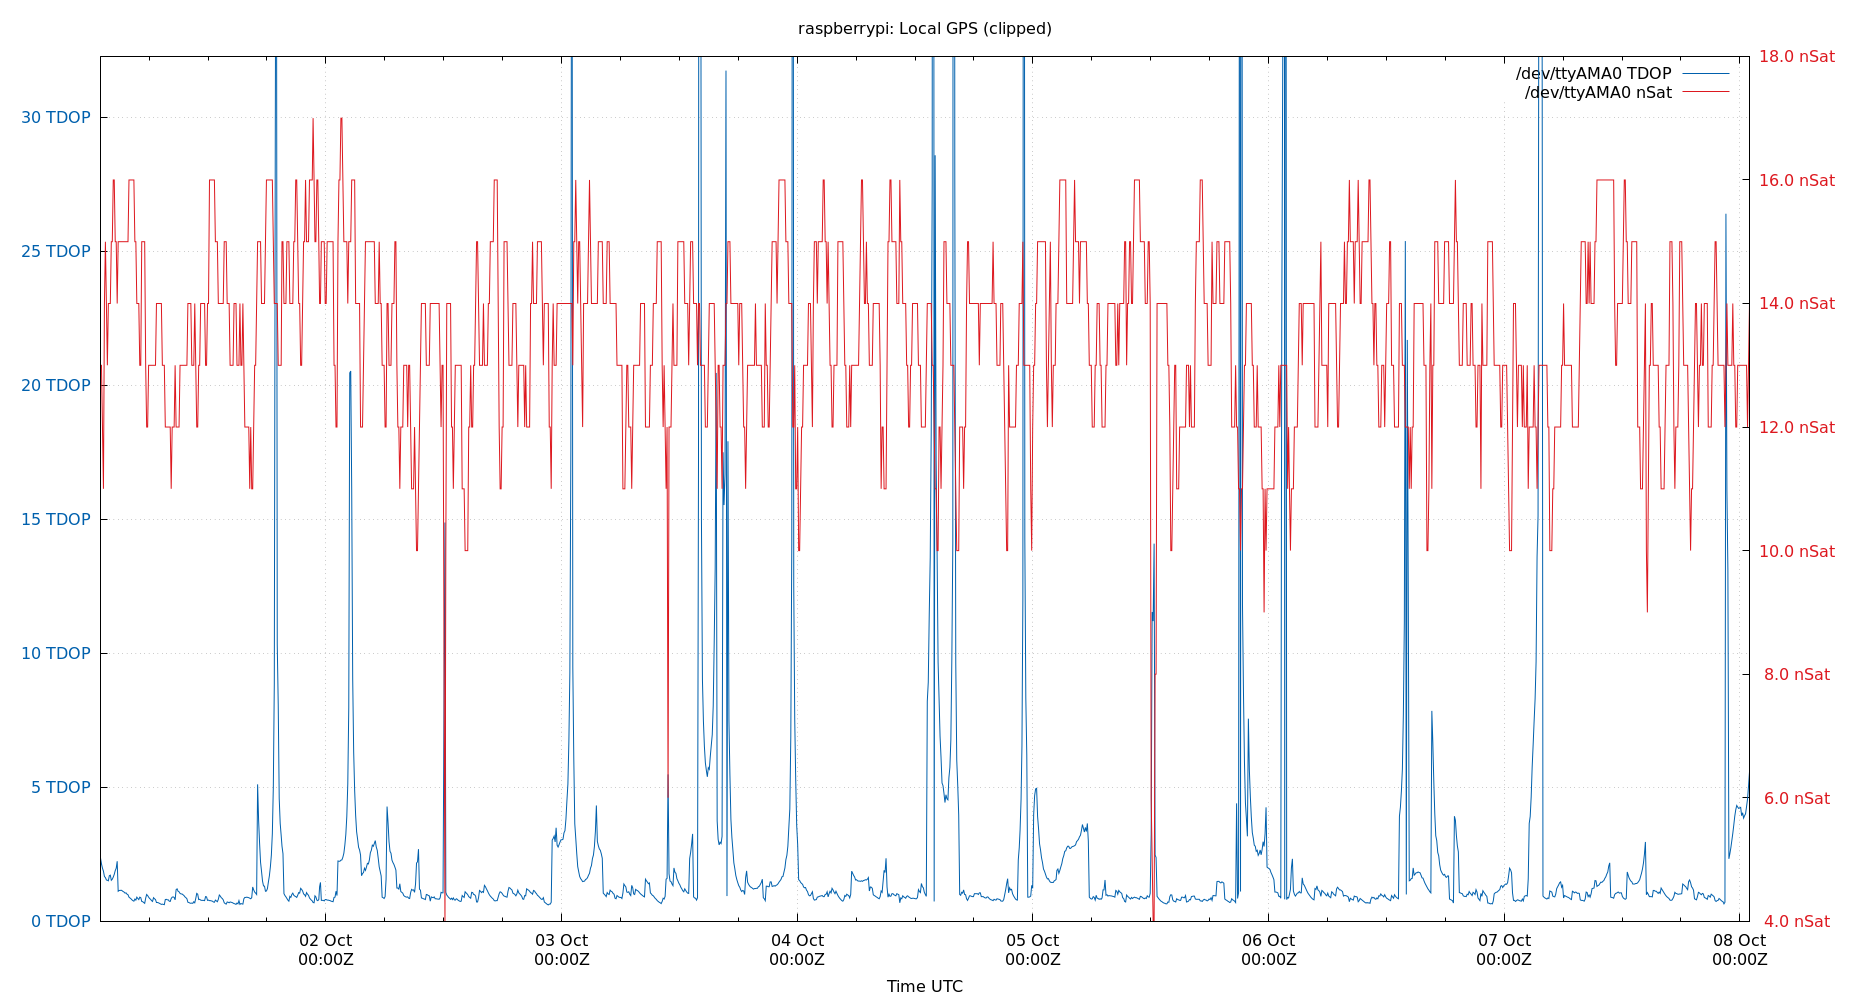 raspberrypi: Local GPS (clipped)
/dev/ttyAMA0 TDOP
/dev/ttyAMA0 nSat
30 TDOP
25 TDOP
20 TDOP
15 TDOP
10 TDOP
5 TDOP
0 TDOP
18.0 nSat
16.0 nSat
14.0 nSat
12.0 nSat
10.0 nSat
8.0 nSat
6.0 nSat
4.0 nSat
02 Oct
00:00Z
03 Oct
00:00Z
04 Oct
00:00Z
05 Oct
00:00Z
06 Oct
00:00Z
07 Oct
00:00Z
08 Oct
00:00Z
Time UTC